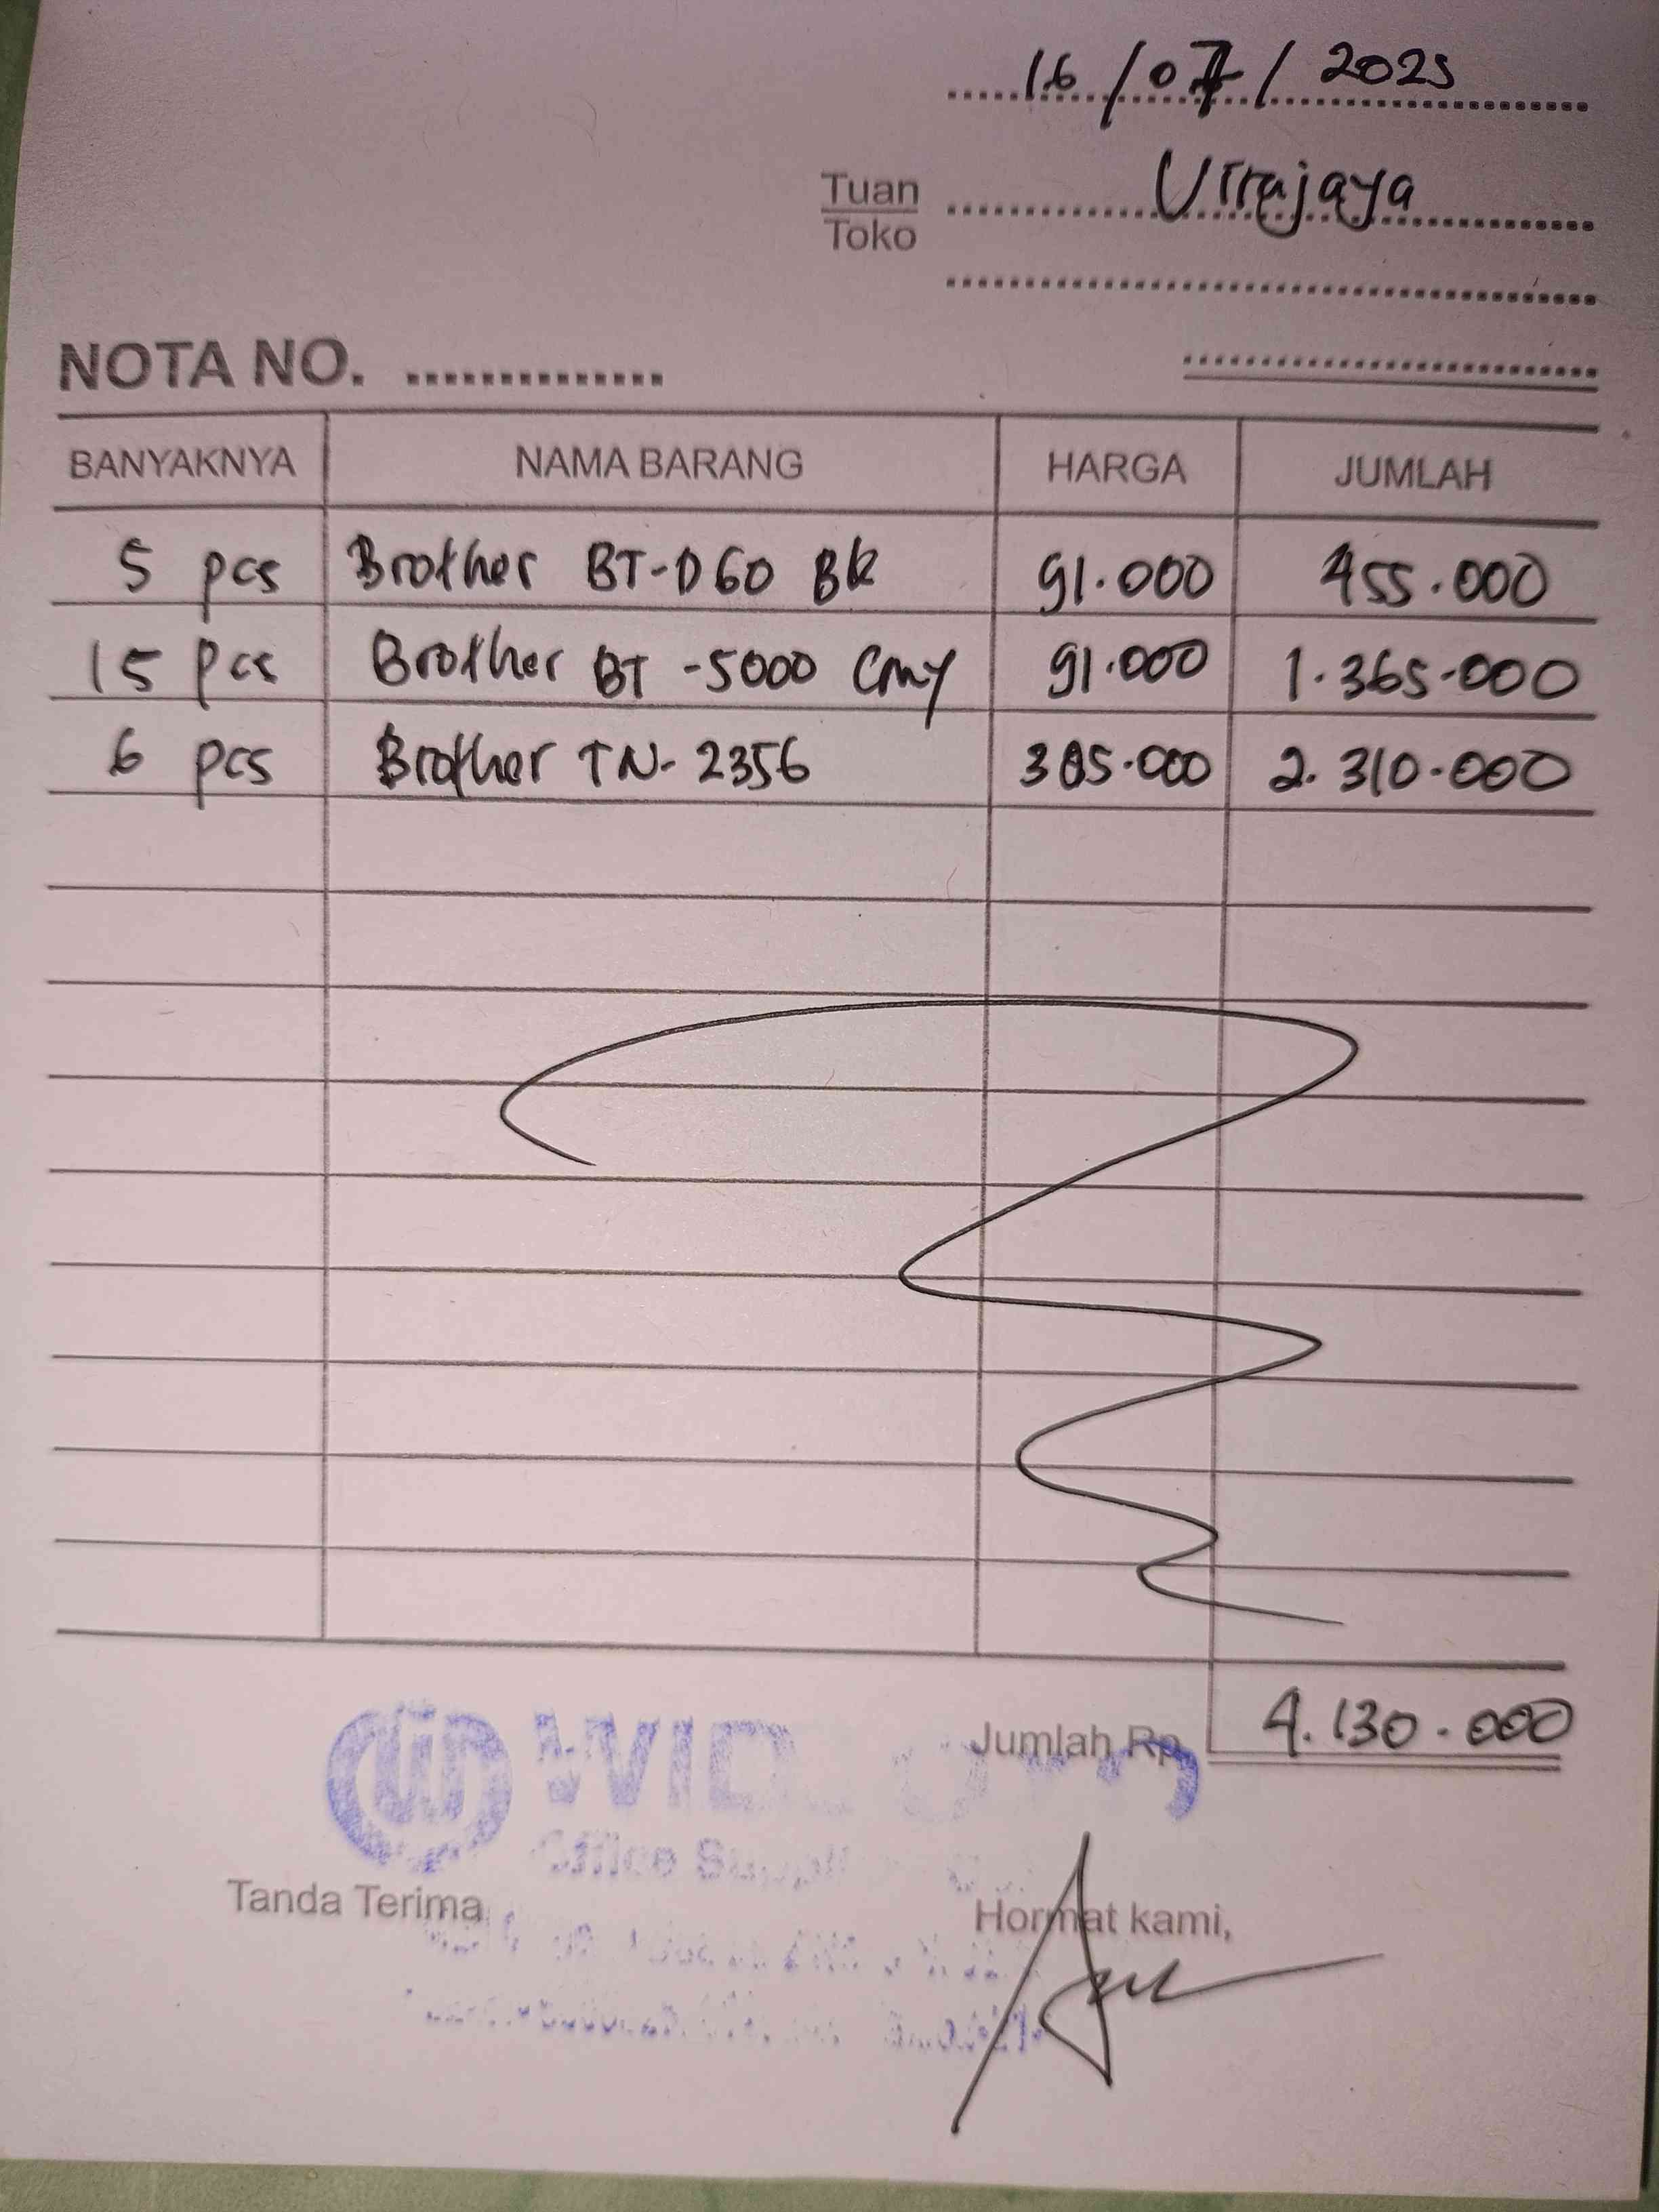 16/07/2025
Tuan Urrajaya
Toko
NOTA NO.
BANYAKNYA NAMA BARANG HARGA JUMLAH
5 pcs Brother BT-D60 Bk 91.000 455.000
15 pcs Brother BT-5000 Cmy 91.000 1.365.000
6 pcs Brother TN-2356 385.000 2.310.000
Jumlah Rp 4.130.000
Office
Tanda Terima Hormat kami,